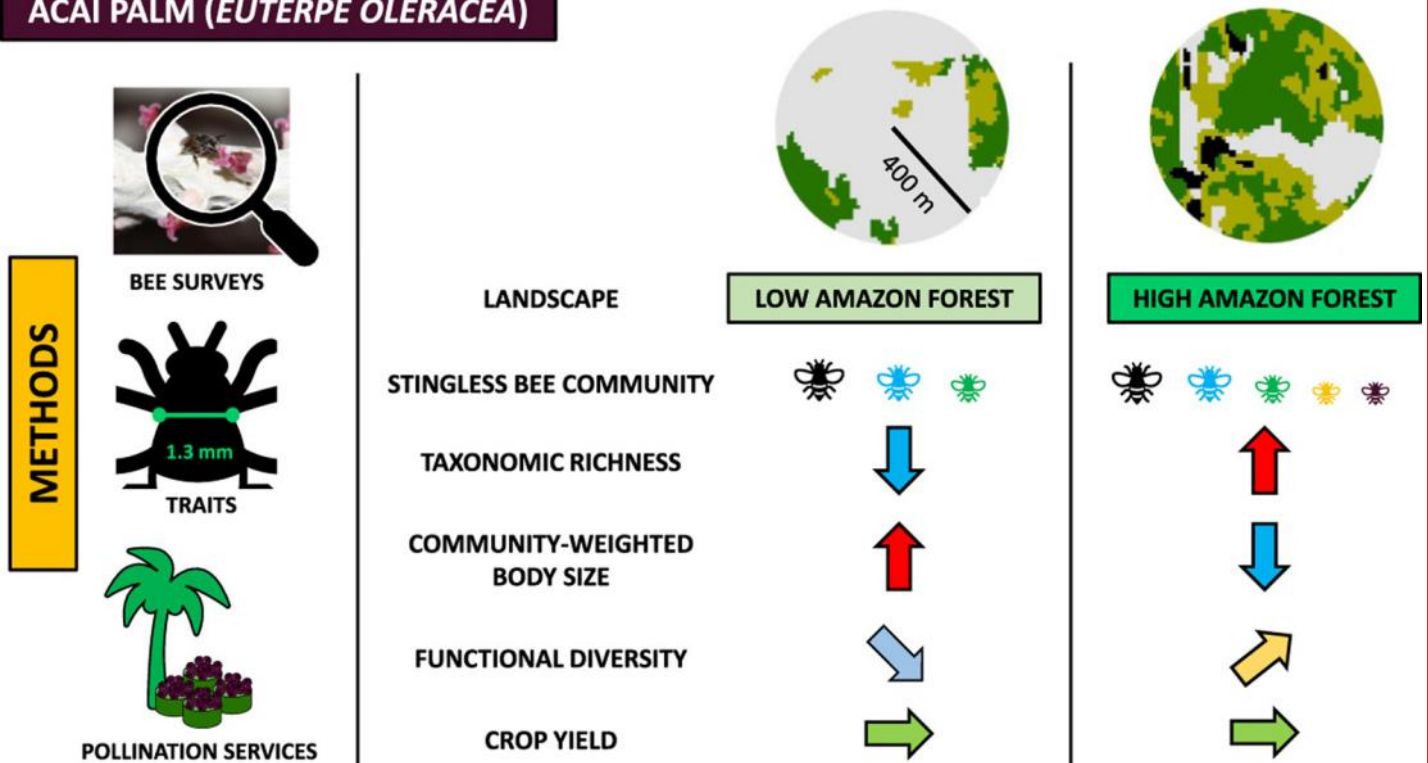 ACAI PALM (EUTERPE OLERACEA)
METHODS
BEE SURVEYS
1.3 mm
TRAITS
POLLINATION SERVICES
400 m
LANDSCAPE
LOW AMAZON FOREST
HIGH AMAZON FOREST
STINGLESS BEE COMMUNITY
TAXONOMIC RICHNESS
COMMUNITY-WEIGHTED
BODY SIZE
FUNCTIONAL DIVERSITY
CROP YIELD